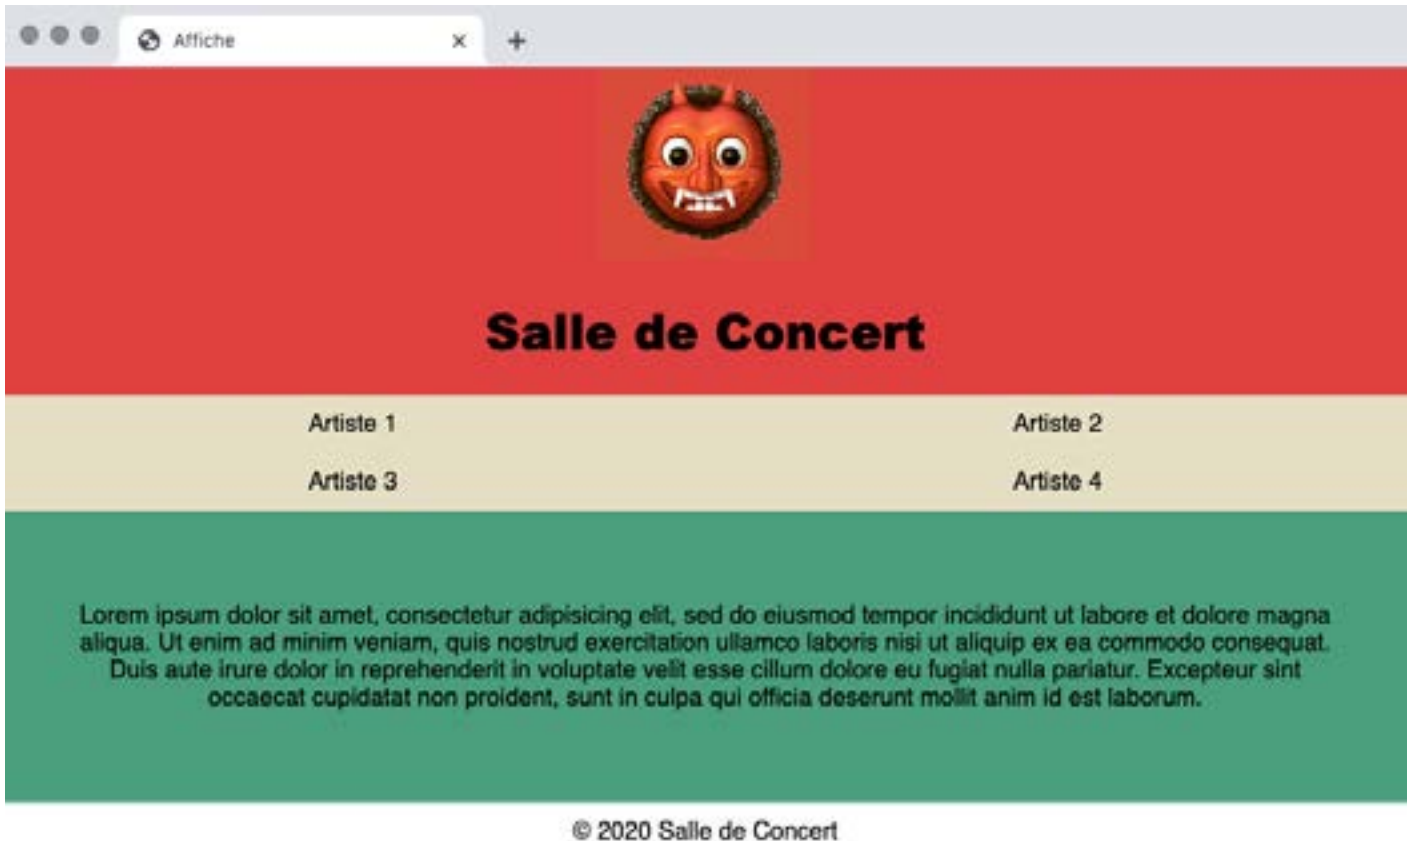 Affiche
Salle de Concert
Artiste 1
Artiste 2
Artiste 3
Artiste 4
Lorem ipsum dolor sit amet, consectetur adipisicing elit, sed do eiusmod tempor incididunt ut labore et dolore magna
aliqua. Ut enim ad minim veniam, quis nostrud exercitation ullamco laboris nisi ut aliquip ex ea commodo consequat.
Duis aute irure dolor in reprehenderit in voluptate velit esse cillum dolore eu fugiat nulla pariatur. Excepteur sint
occaecat cupidatat non proident, sunt in culpa qui officia deserunt mollit anim id est laborum.
© 2020 Salle de Concert